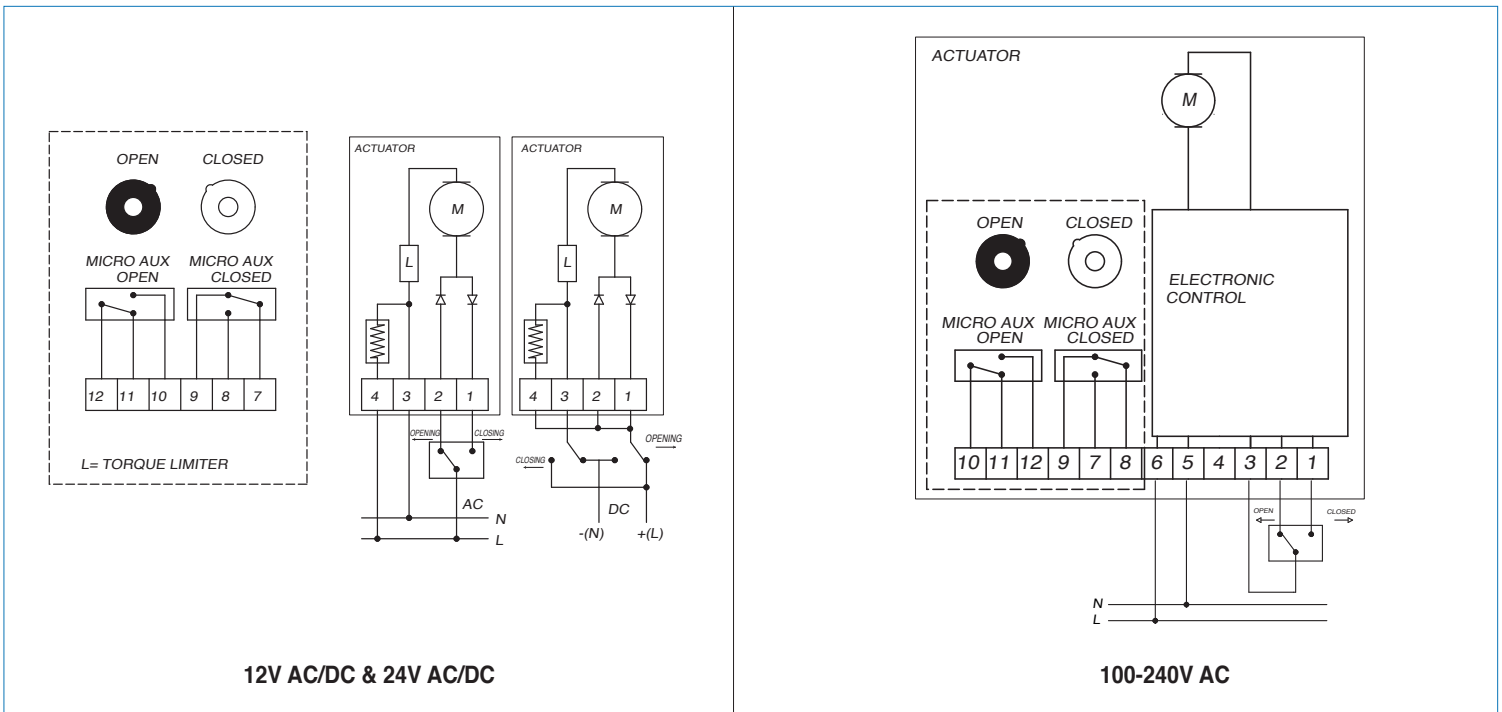 OPEN
CLOSED
MICRO AUX
OPEN
MICRO AUX
CLOSED
12 11 10 9 8 7
L= TORQUE LIMITER
ACTUATOR
M
L
4 3 2 1
OPENING
CLOSING
AC
N
L
ACTUATOR
M
L
4 3 2 1
OPENING
CLOSING
DC
-(N)
+(L)
12V AC/DC & 24V AC/DC
ACTUATOR
M
OPEN
CLOSED
MICRO AUX
OPEN
MICRO AUX
CLOSED
ELECTRONIC
CONTROL
10 11 12 9 7 8 6 5 4 3 2 1
OPEN
CLOSED
N
L
100-240V AC